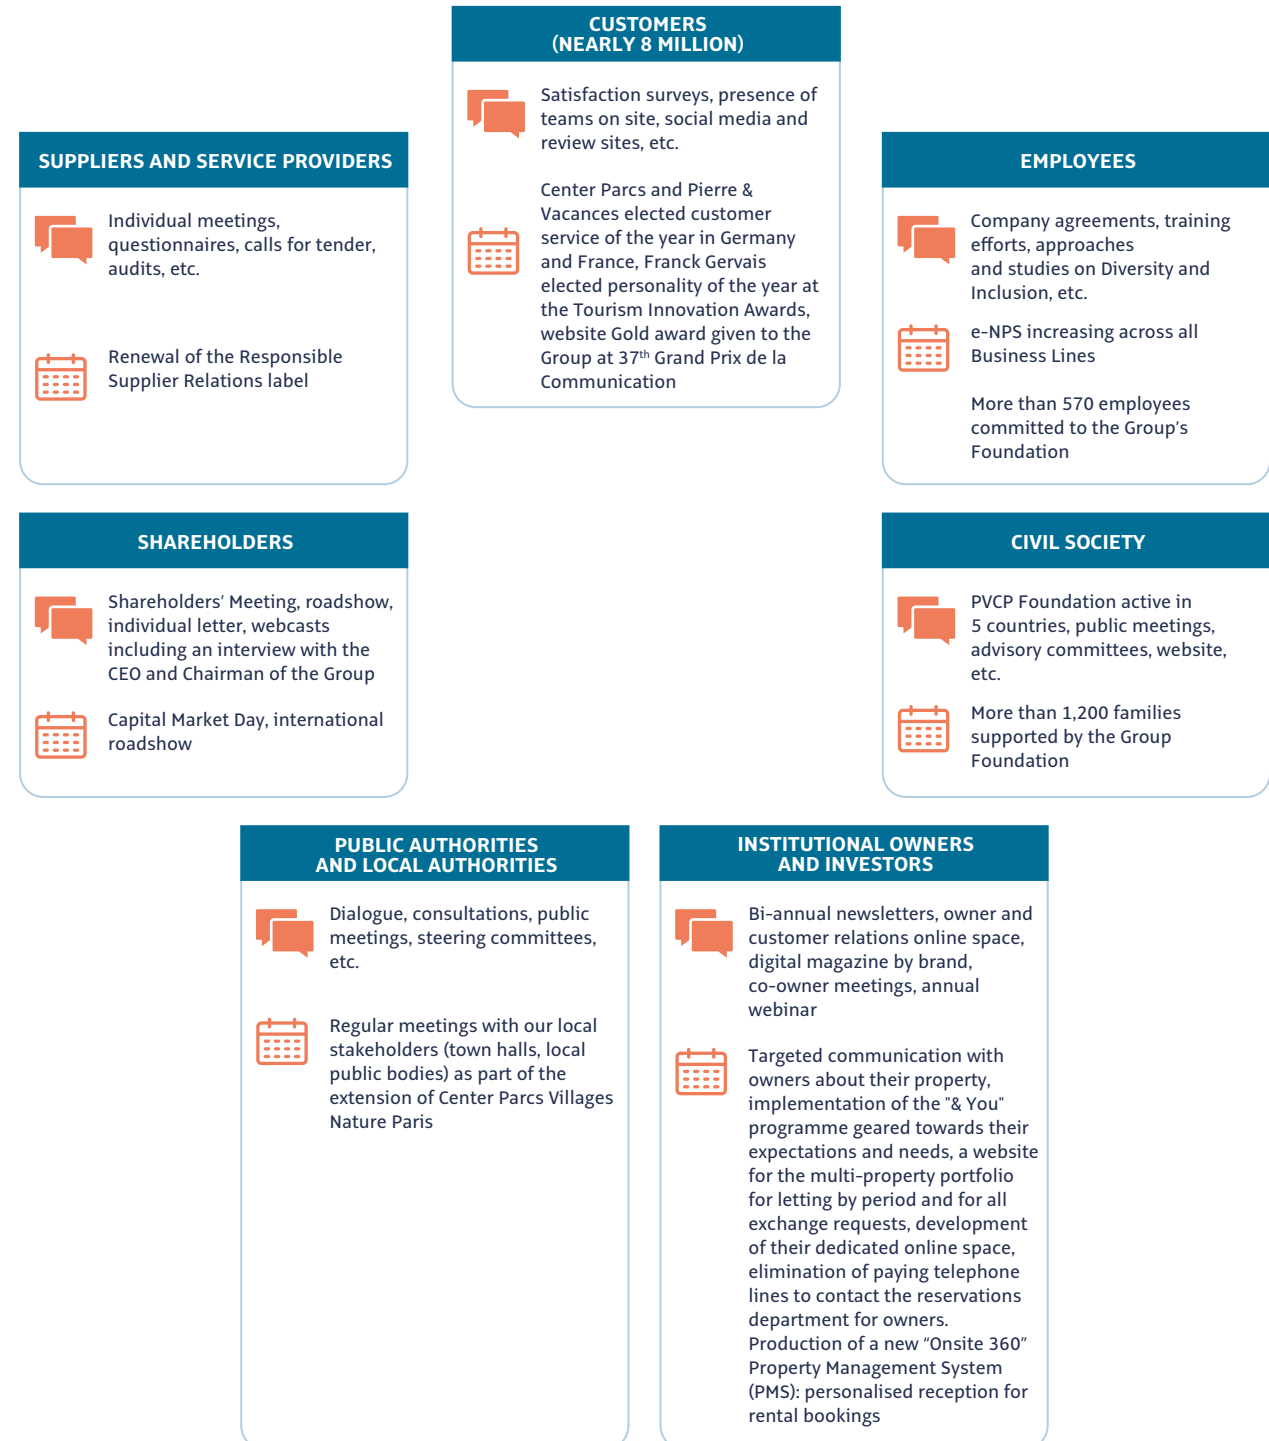 CUSTOMERS
(NEARLY 8 MILLION)
Satisfaction surveys, presence of
teams on site, social media and
review sites, etc.
Center Parcs and Pierre &
Vacances elected customer
service of the year in Germany
and France, Franck Gervais
elected personality of the year at
the Tourism Innovation Awards,
website Gold award given to the
Group at 37th Grand Prix de la
Communication
SUPPLIERS AND SERVICE PROVIDERS
Individual meetings,
questionnaires, calls for tender,
audits, etc.
Renewal of the Responsible
Supplier Relations label
EMPLOYEES
Company agreements, training
efforts, approaches
and studies on Diversity and
Inclusion, etc.
e-NPS increasing across all
Business Lines
More than 570 employees
committed to the Group's
Foundation
SHAREHOLDERS
Shareholders' Meeting, roadshow,
individual letter, webcasts
including an interview with the
CEO and Chairman of the Group
Capital Market Day, international
roadshow
CIVIL SOCIETY
PVCP Foundation active in
5 countries, public meetings,
advisory committees, website,
etc.
More than 1,200 families
supported by the Group
Foundation
PUBLIC AUTHORITIES
AND LOCAL AUTHORITIES
Dialogue, consultations, public
meetings, steering committees,
etc.
Regular meetings with our local
stakeholders (town halls, local
public bodies) as part of the
extension of Center Parcs Villages
Nature Paris
INSTITUTIONAL OWNERS
AND INVESTORS
Bi-annual newsletters, owner and
customer relations online space,
digital magazine by brand,
co-owner meetings, annual
webinar
Targeted communication with
owners about their property,
implementation of the "& You"
programme geared towards their
expectations and needs, a website
for the multi-property portfolio
for letting by period and for all
exchange requests, development
of their dedicated online space,
elimination of paying telephone
lines to contact the reservations
department for owners.
Production of a new “Onsite 360”
Property Management System
(PMS): personalised reception for
rental bookings